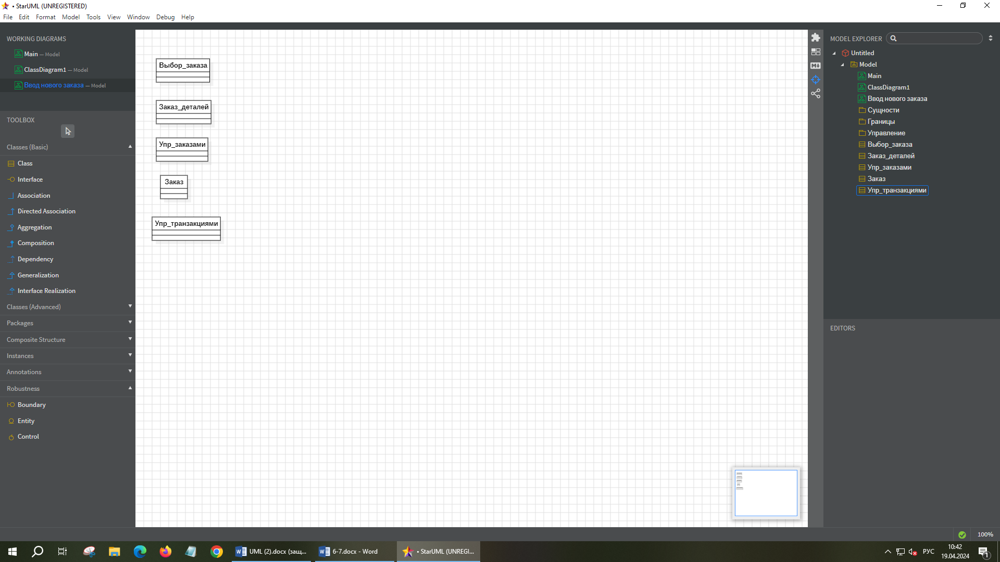 • StarUML (UNREGISTERED)
File Edit Format Model Tools View Window Debug Help
WORKING DIAGRAMS
Main — Model
ClassDiagram1 — Model
Ввод нового заказа — Model
TOOLBOX
Classes (Basic)
Class
Interface
Association
Directed Association
Aggregation
Composition
Dependency
Generalization
Interface Realization
Classes (Advanced)
Packages
Composite Structure
Instances
Annotations
Robustness
Boundary
Entity
Control
Выбор_заказа
Заказ_деталей
Упр_заказами
Заказ
Упр_транзакциями
M↓
MODEL EXPLORER
Untitled
Model
Main
ClassDiagram1
Ввод нового заказа
Сущности
Границы
Управление
Выбор_заказа
Заказ_деталей
Упр_заказами
Заказ
Упр_транзакциями
EDITORS
100%
UML (2).docx (защ...
6-7.docx - Word
• StarUML (UNREGI...
РУС
10:42
19.04.2024
1